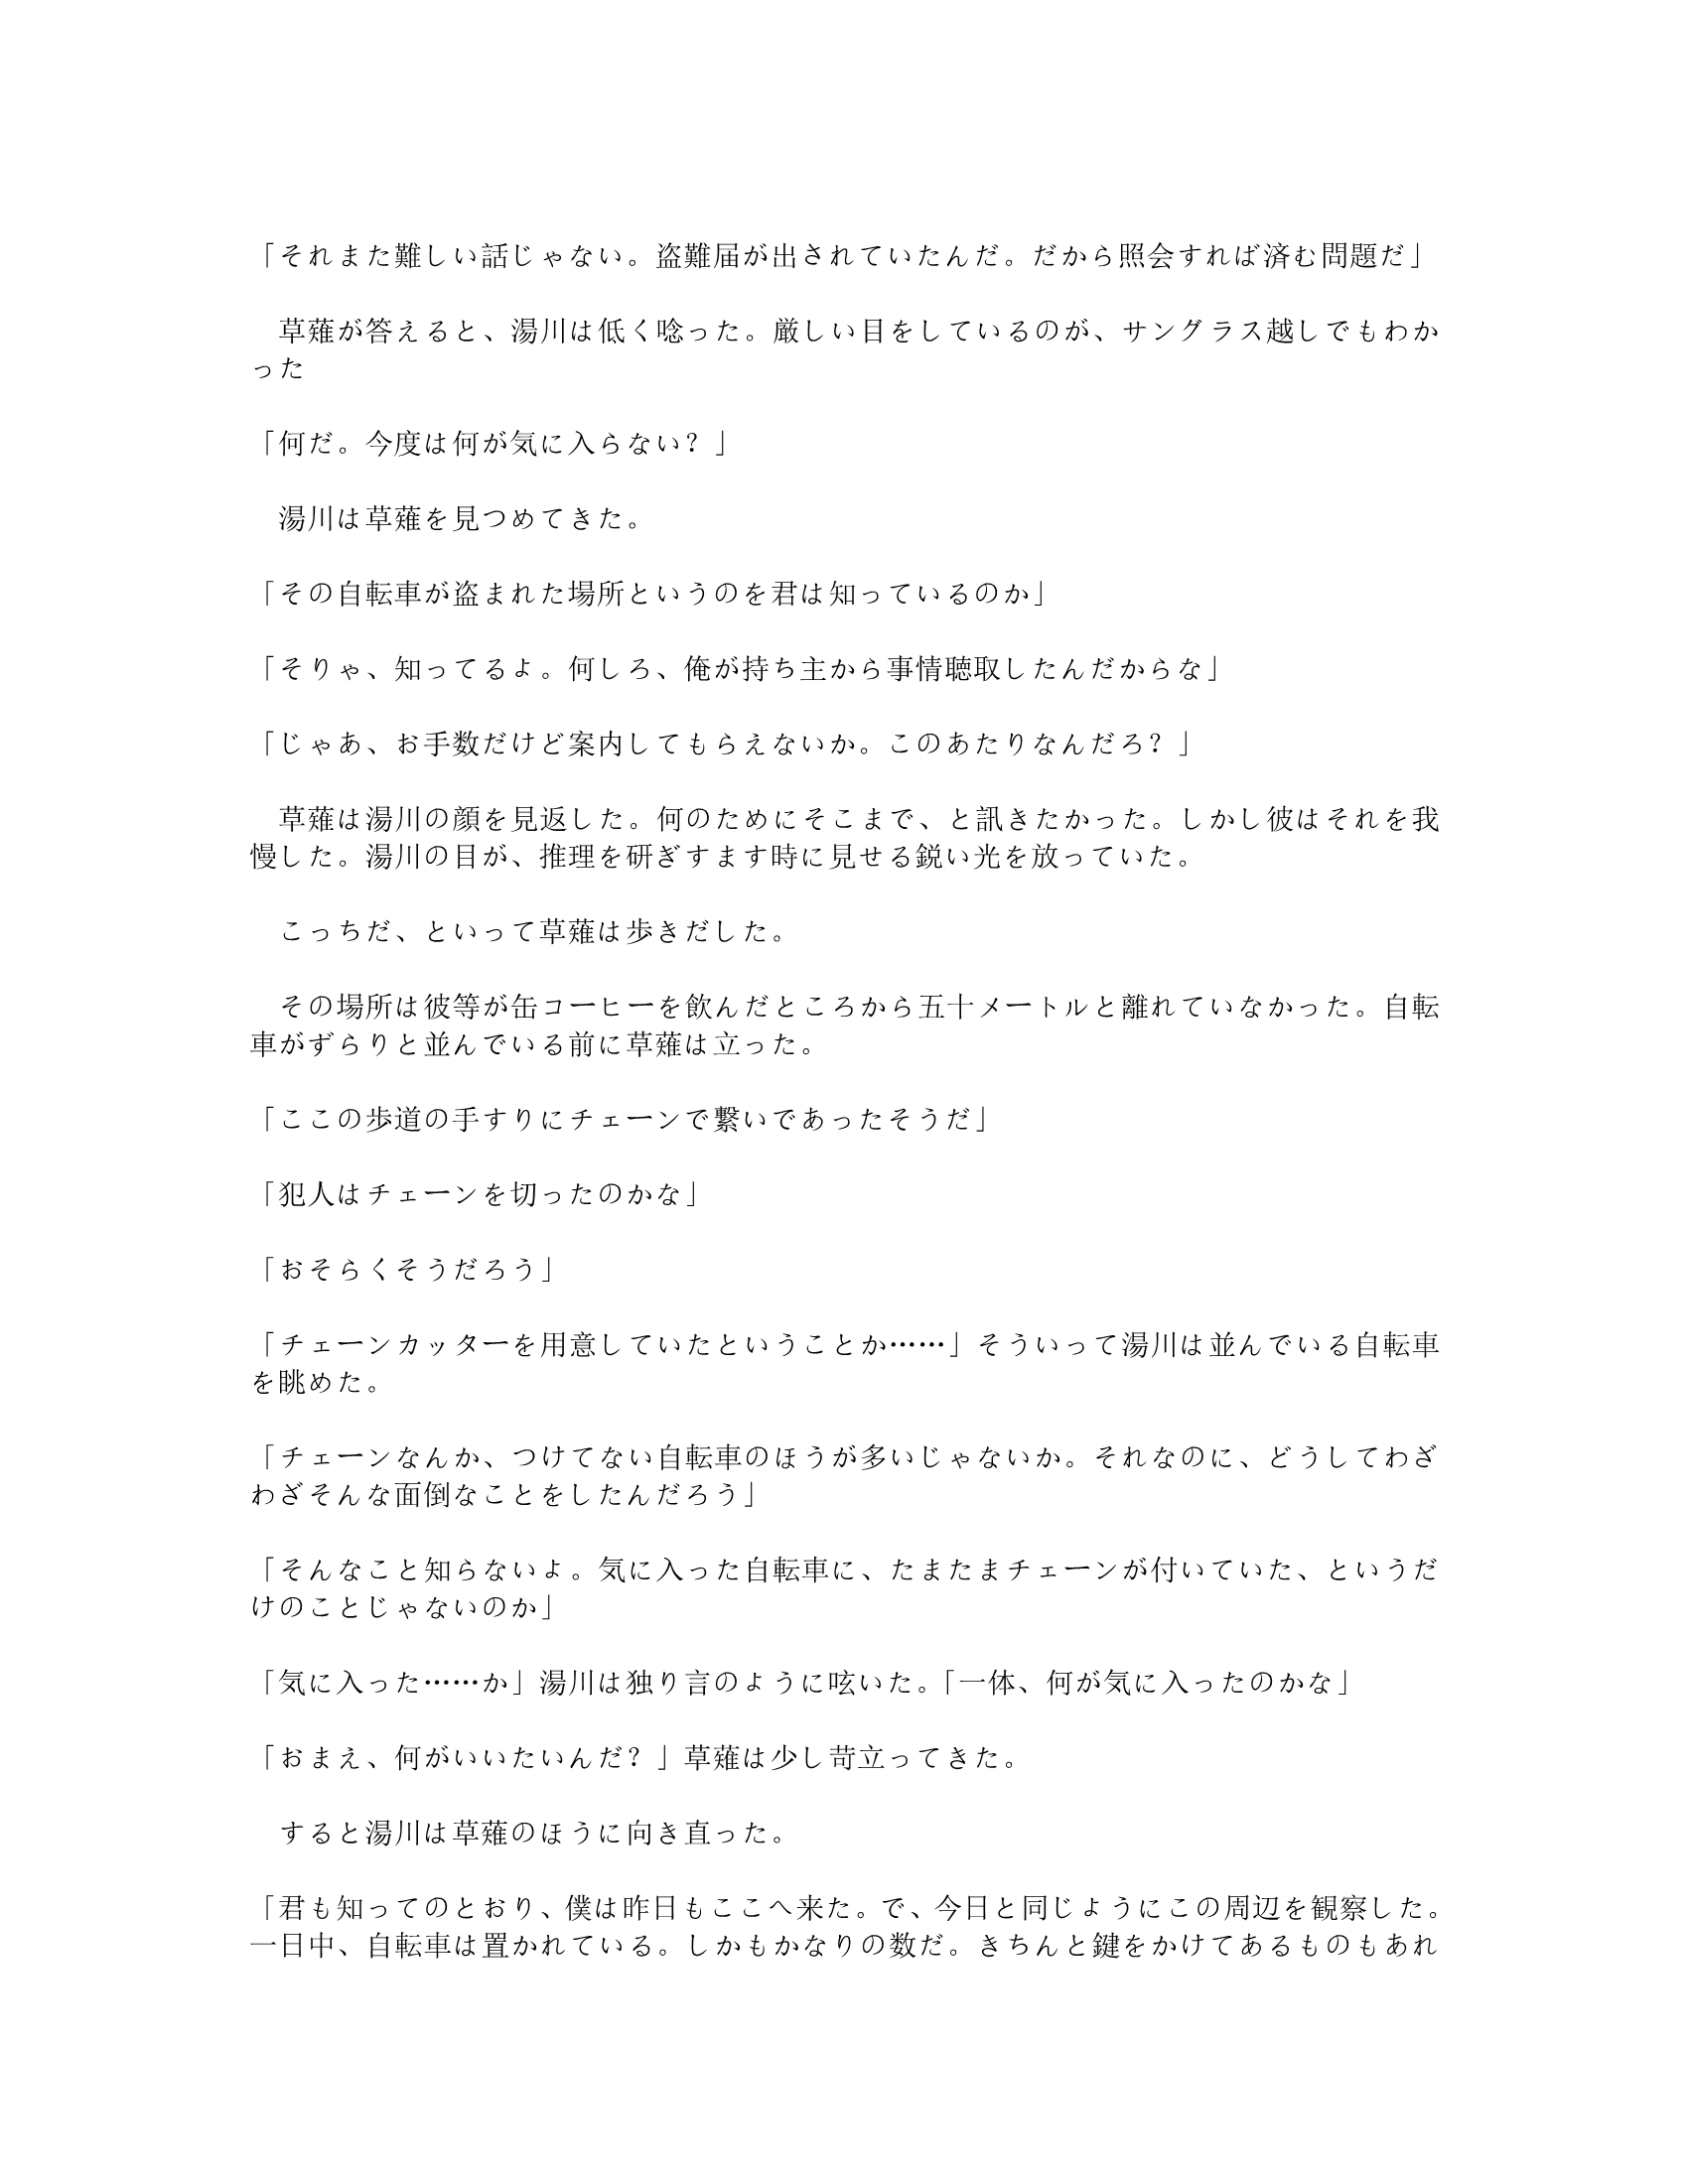 「それまた難しい話じゃない。盗難届が出されていたんだ。だから照会すれば済む問題だ」
　草薙が答えると、湯川は低く唸った。厳しい目をしているのが、サングラス越しでもわか
った
「何だ。今度は何が気に入らない？」
　湯川は草薙を見つめてきた。
「その自転車が盗まれた場所というのを君は知っているのか」
「そりゃ、知ってるよ。何しろ、俺が持ち主から事情聴取したんだからな」
「じゃあ、お手数だけど案内してもらえないか。このあたりなんだろ？」
　草薙は湯川の顔を見返した。何のためにそこまで、と訊きたかった。しかし彼はそれを我
慢した。湯川の目が、推理を研ぎすます時に見せる鋭い光を放っていた。
　こっちだ、といって草薙は歩きだした。
　その場所は彼等が缶コーヒーを飲んだところから五十メートルと離れていなかった。自転
車がずらりと並んでいる前に草薙は立った。
「ここの歩道の手すりにチェーンで繋いであったそうだ」
「犯人はチェーンを切ったのかな」
「おそらくそうだろう」
「チェーンカッターを用意していたということか……」そういって湯川は並んでいる自転車
を眺めた。
「チェーンなんか、つけてない自転車のほうが多いじゃないか。それなのに、どうしてわざ
わざそんな面倒なことをしたんだろう」
「そんなこと知らないよ。気に入った自転車に、たまたまチェーンが付いていた、というだ
けのことじゃないのか」
「気に入った……か」湯川は独り言のように呟いた。「一体、何が気に入ったのかな」
「おまえ、何がいいたいんだ？」草薙は少し苛立ってきた。
　すると湯川は草薙のほうに向き直った。
「君も知ってのとおり、僕は昨日もここへ来た。で、今日と同じようにこの周辺を観察した。
一日中、自転車は置かれている。しかもかなりの数だ。きちんと鍵をかけてあるものもあれ